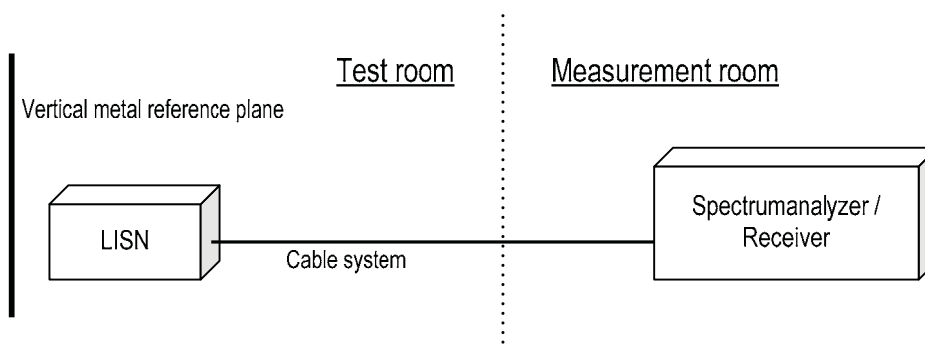 Test room
Measurement room
Vertical metal reference plane
LISN
Cable system
Spectrumanalyzer /
Receiver